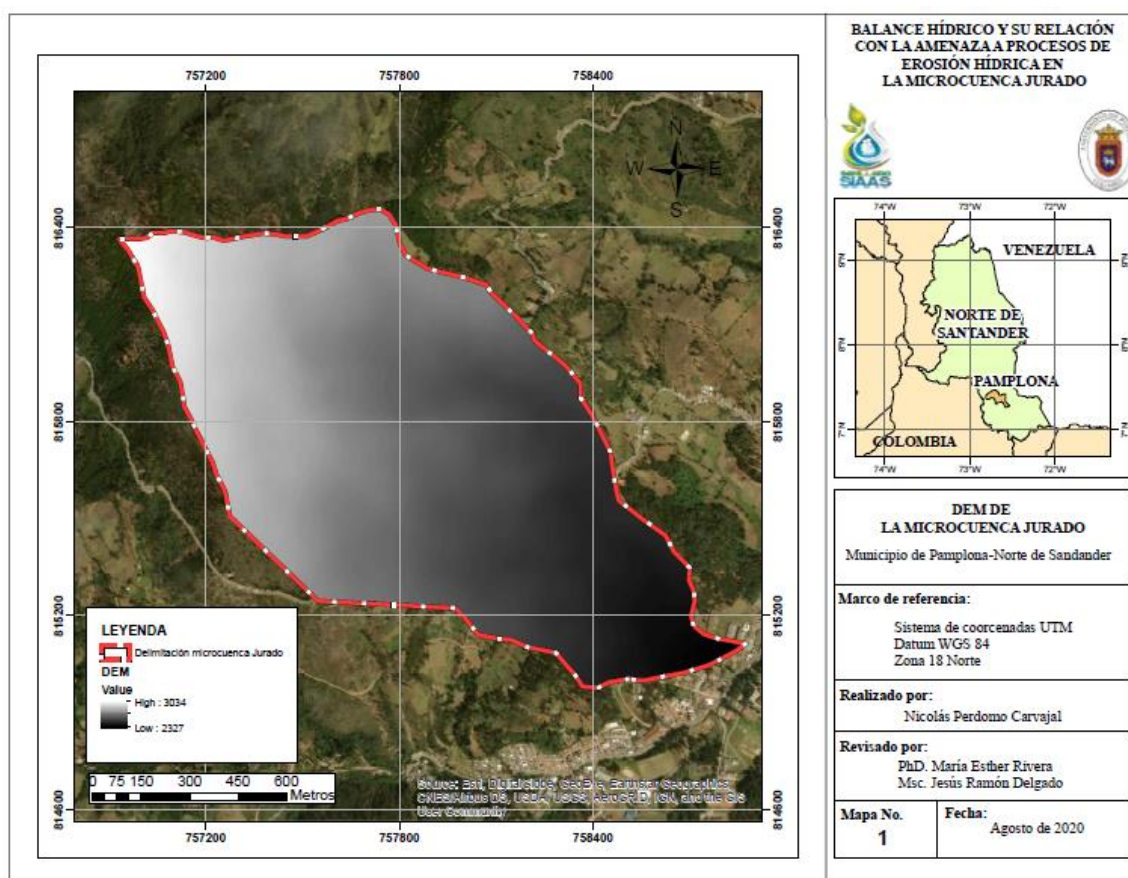 BALANCE HÍDRICO Y SU RELACIÓN
CON LA AMENAZA A PROCESOS DE
EROSIÓN HÍDRICA EN
LA MICROCUENCA JURADO
SIAAS
757200
757800
758400
816400
815800
815200
814600
816400
815800
815200
814600
757200
757800
758400
N
W
E
S
LEYENDA
Delimitación microcuenca Jurado
DEM
Value
High : 3034
Low : 2327
0 75 150 300 450 600
Metros
Source: Esri, DigitalGlobe, GeoEye, Earthstar Geographics,
CNES/Airbus DS, USDA, USGS, AeroGRID, IGN, and the GIS
User Community
74°W
73°W
72°W
VENEZUELA
NORTE DE
SANTANDER
PAMPLONA
COLOMBIA
8°N
7°N
74°W
73°W
72°W
DEM DE
LA MICROCUENCA JURADO
Municipio de Pamplona-Norte de Sandander
Marco de referencia:
Sistema de coorcenadas UTM
Datum WGS 84
Zona 18 Norte
Realizado por:
Nicolás Perdomo Carvajal
Revisado por:
PhD. María Esther Rivera
Msc. Jesús Ramón Delgado
Mapa No.
1
Fecha:
Agosto de 2020